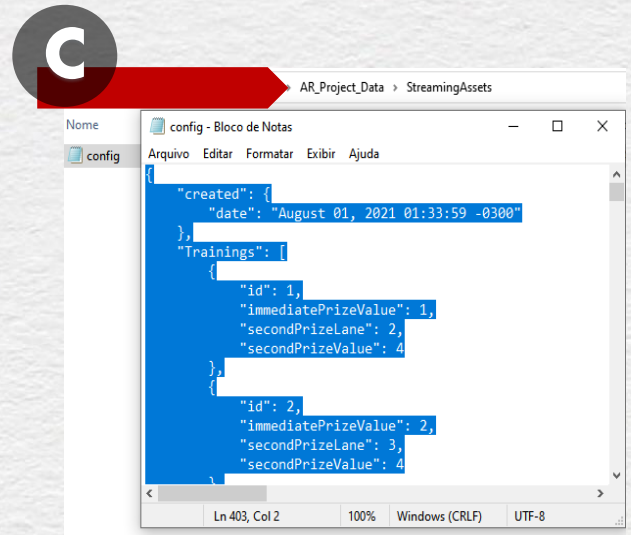 C
AR_Project_Data > StreamingAssets
Nome
config - Bloco de Notas
config
Arquivo Editar Formatar Exibir Ajuda
{
"created": {
"date": "August 01, 2021 01:33:59 -0300"
},
"Trainings": [
{
"id": 1,
"immediatePrizeValue": 1,
"secondPrizeLane": 2,
"secondPrizeValue": 4
},
{
"id": 2,
"immediatePrizeValue": 2,
"secondPrizeLane": 3,
"secondPrizeValue": 4
}
Ln 403, Col 2 100% Windows (CRLF) UTF-8